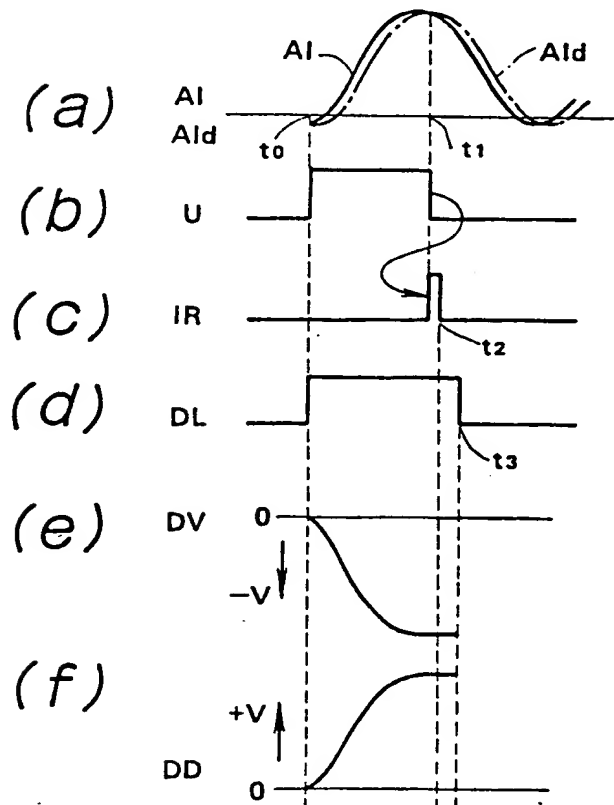 AI
AId
(a)
AI
AId
t0
t1
(b)
U
(c)
IR
t2
(d)
DL
t3
(e)
DV
0
−V
(f)
+V
DD
0